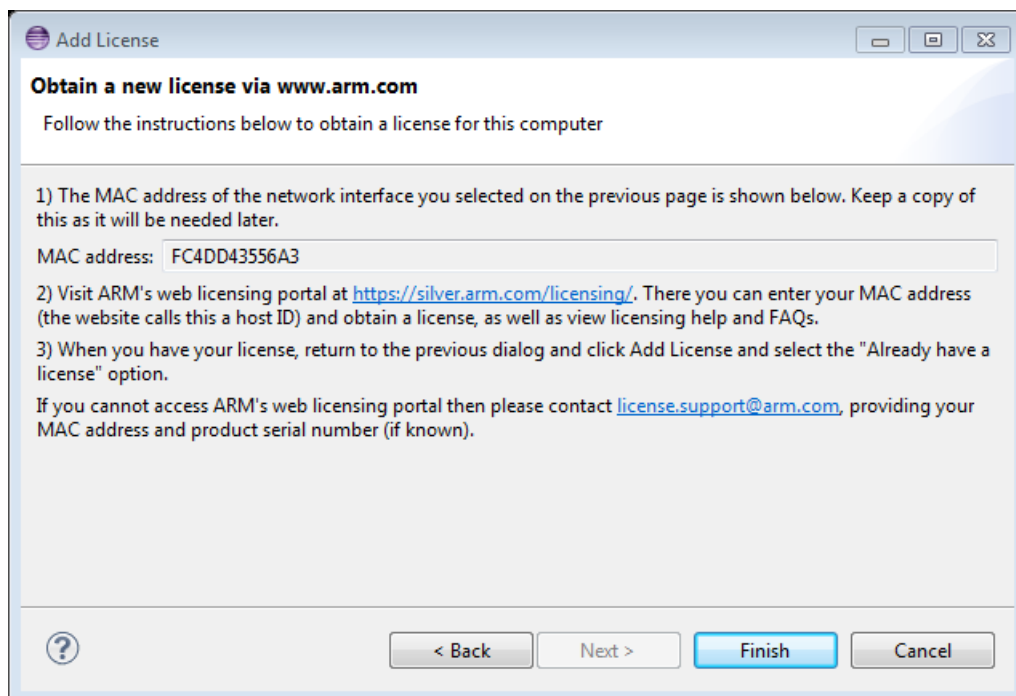 Add License
Obtain a new license via www.arm.com
Follow the instructions below to obtain a license for this computer
1) The MAC address of the network interface you selected on the previous page is shown below. Keep a copy of
this as it will be needed later.
MAC address: FC4DD43556A3
2) Visit ARM's web licensing portal at https://silver.arm.com/licensing/. There you can enter your MAC address
(the website calls this a host ID) and obtain a license, as well as view licensing help and FAQs.
3) When you have your license, return to the previous dialog and click Add License and select the "Already have a
license" option.
If you cannot access ARM's web licensing portal then please contact license.support@arm.com, providing your
MAC address and product serial number (if known).
? < Back Next > Finish Cancel